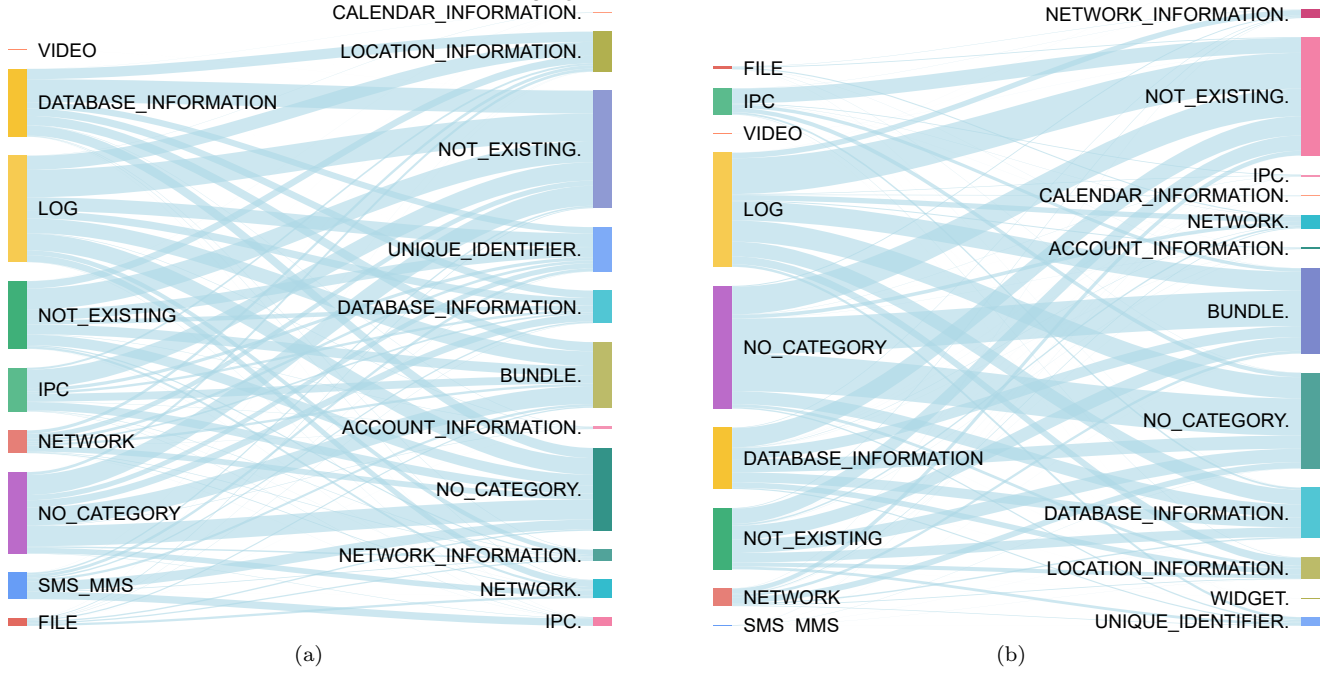 CALENDAR_INFORMATION.
VIDEO
LOCATION_INFORMATION.
DATABASE_INFORMATION
NOT_EXISTING.
LOG
UNIQUE_IDENTIFIER.
DATABASE_INFORMATION.
NOT_EXISTING
BUNDLE.
IPC
ACCOUNT_INFORMATION.
NETWORK
NO_CATEGORY.
NO_CATEGORY
NETWORK_INFORMATION.
SMS_MMS
NETWORK.
FILE
IPC.
(a)
NETWORK_INFORMATION.
FILE
NOT_EXISTING.
IPC
VIDEO
IPC.
CALENDAR_INFORMATION.
LOG
NETWORK.
ACCOUNT_INFORMATION.
BUNDLE.
NO_CATEGORY
NO_CATEGORY.
DATABASE_INFORMATION
DATABASE_INFORMATION.
NOT_EXISTING
LOCATION_INFORMATION.
NETWORK
WIDGET.
SMS MMS
UNIQUE_IDENTIFIER.
(b)